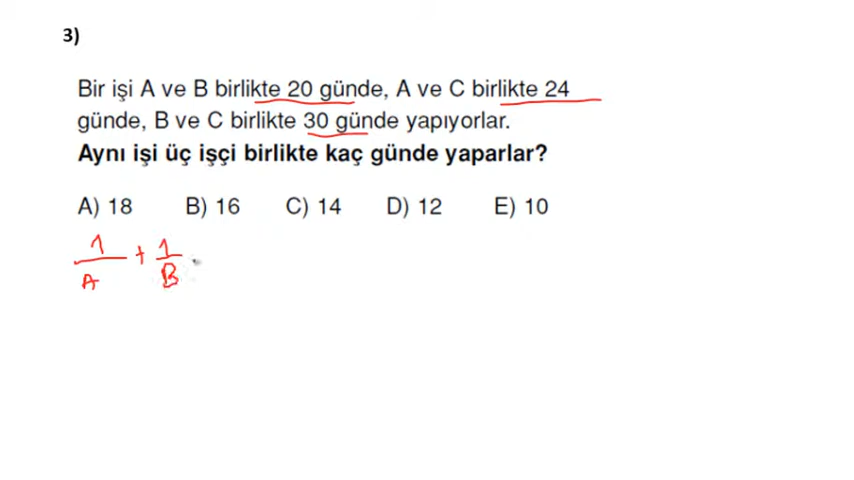 3)
Bir işi A ve B birlikte 20 günde, A ve C birlikte 24
günde, B ve C birlikte 30 günde yapıyorlar.
Aynı işi üç işçi birlikte kaç günde yaparlar?
A) 18 B) 16 C) 14 D) 12 E) 10
1/A + 1/B